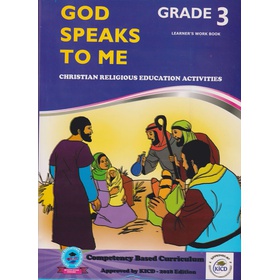 GOD
SPEAKS
TO ME
GRADE 3
LEARNER'S WORK BOOK
CHRISTIAN RELIGIOUS EDUCATION ACTIVITIES
KICD
Competency Based Curriculum
Approved by KICD - 2018 Edition